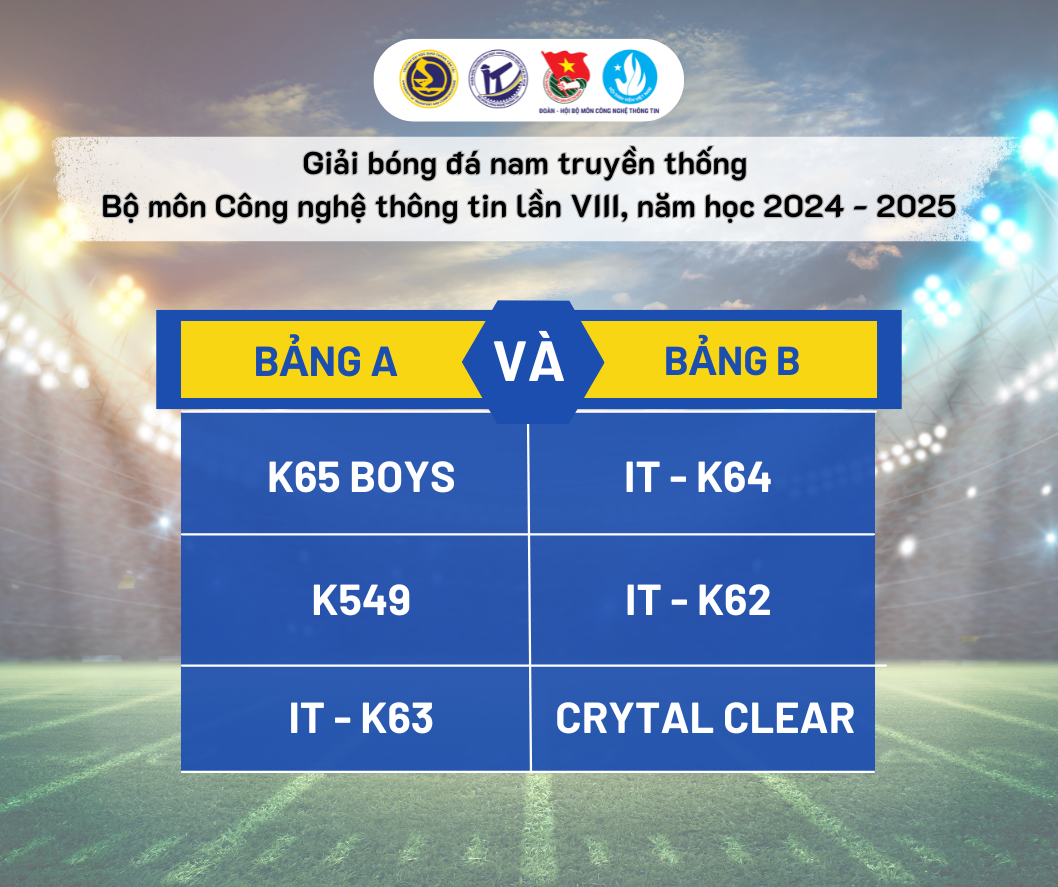 ĐOÀN - HỘI BỘ MÔN CÔNG NGHỆ THÔNG TIN
Giải bóng đá nam truyền thống
Bộ môn Công nghệ thông tin lần VIII, năm học 2024 - 2025
BẢNG A
VÀ
BẢNG B
K65 BOYS
IT - K64
K549
IT - K62
IT - K63
CRYTAL CLEAR